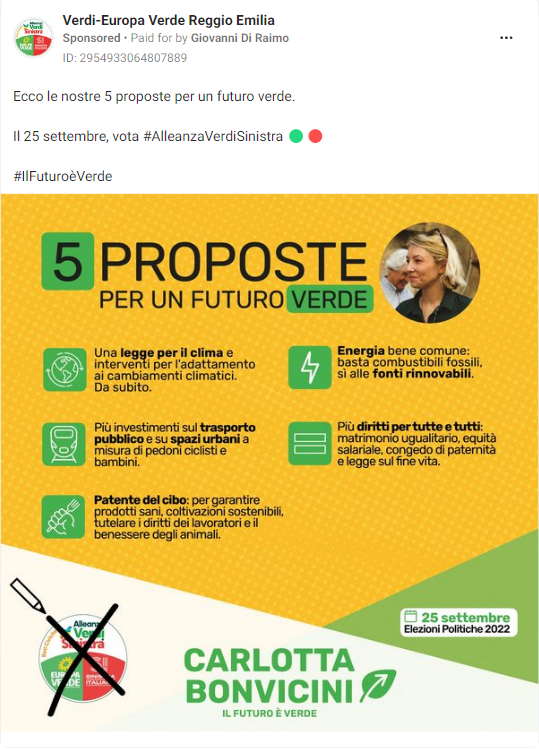 Verdi-Europa Verde Reggio Emilia
Sponsored • Paid for by Giovanni Di Raimo
ID: 2954933064807889
Ecco le nostre 5 proposte per un futuro verde.
Il 25 settembre, vota #AlleanzaVerdiSinistra
#IlFuturoèVerde
5 PROPOSTE
PER UN FUTURO VERDE
Una legge per il clima e
interventi per l'adattamento
ai cambiamenti climatici.
Da subito.
Energia bene comune:
basta combustibili fossili,
sì alle fonti rinnovabili.
Più investimenti sul trasporto
pubblico e su spazi urbani a
misura di pedoni ciclisti e
bambini.
Più diritti per tutte e tutti:
matrimonio ugualitario, equità
salariale, congedo di paternità
e legge sul fine vita.
Patente del cibo: per garantire
prodotti sani, coltivazioni sostenibili,
tutelare i diritti dei lavoratori e il
benessere degli animali.
25 settembre
Elezioni Politiche 2022
Alleanza
Verdi
Sinistra
EUROPA
VERDE
SINISTRA
ITALIANA
CARLOTTA
BONVICINI
IL FUTURO È VERDE